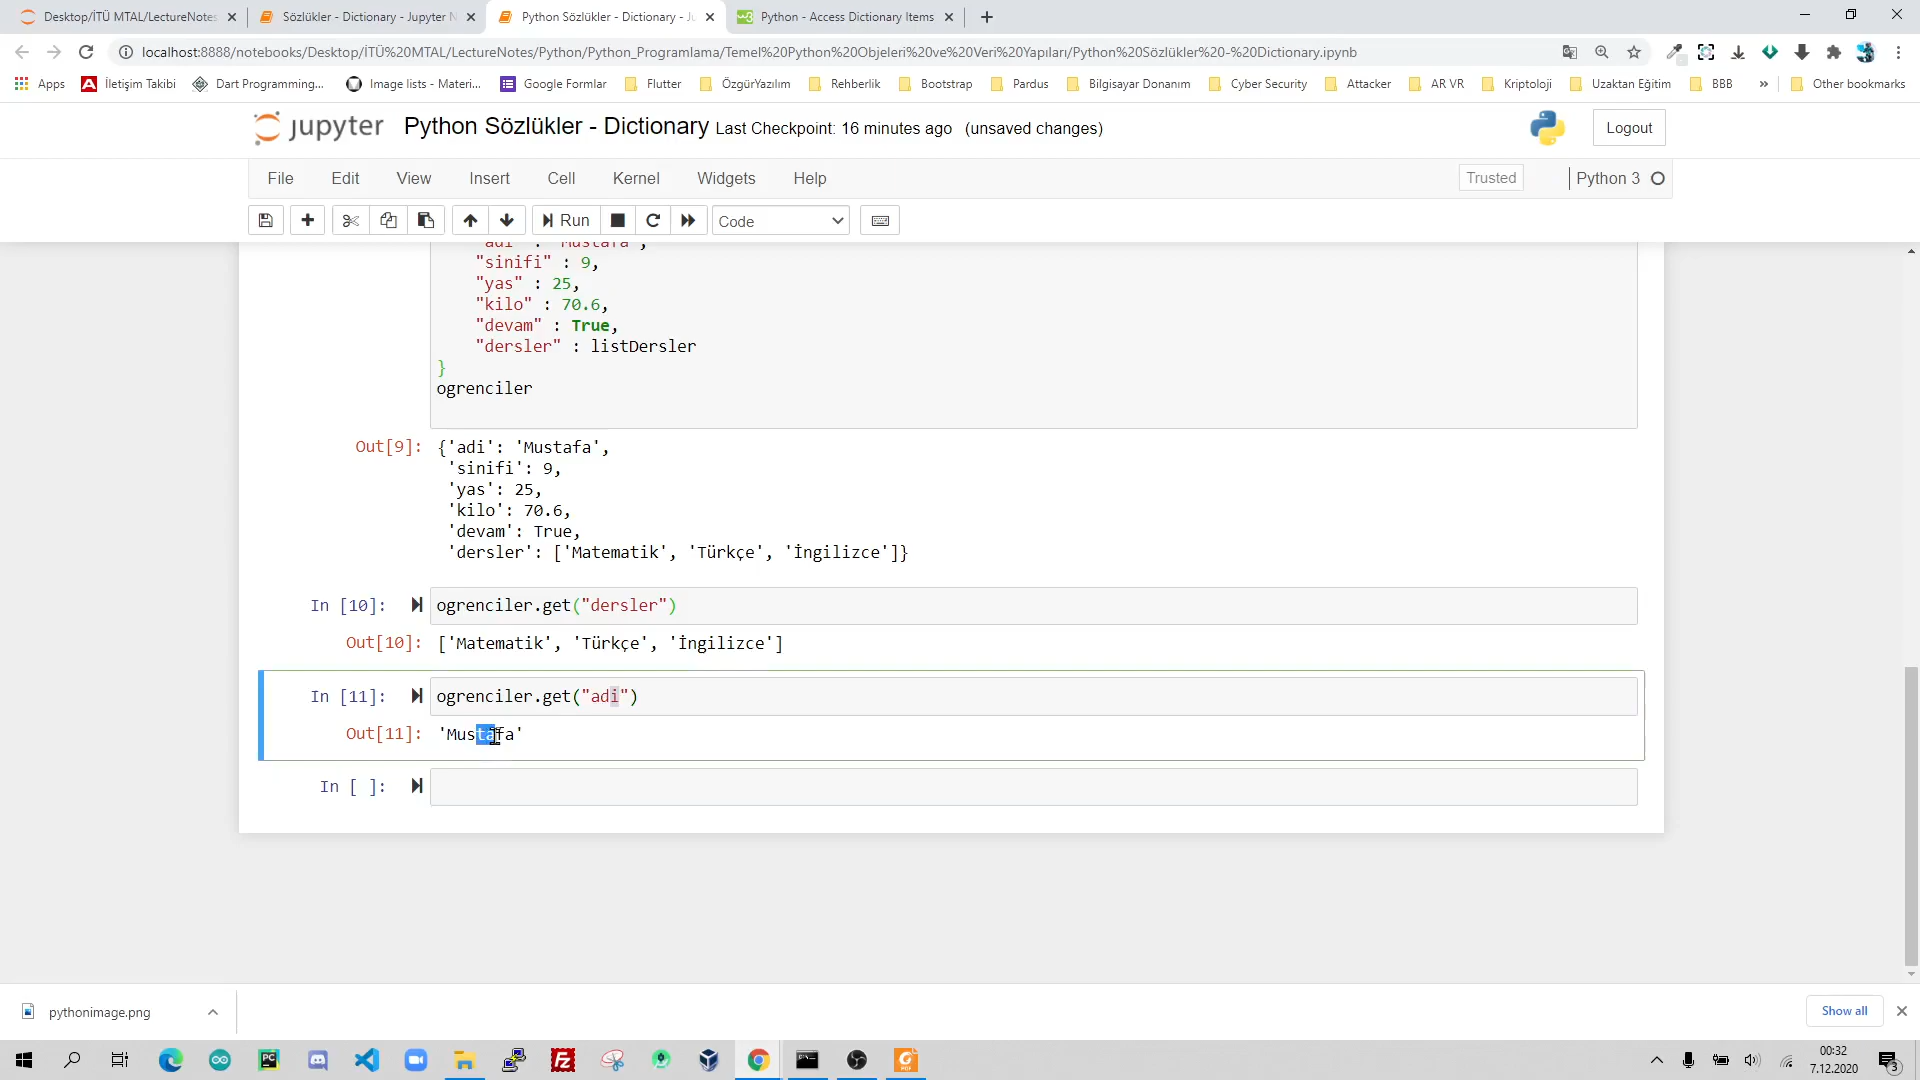 Desktop/İTÜ MTAL/LectureNotes
Sözlükler - Dictionary - Jupyter N
Python Sözlükler - Dictionary - Ju
Python - Access Dictionary Items
localhost:8888/notebooks/Desktop/İTÜ%20MTAL/LectureNotes/Python/Python_Programlama/Temel%20Python%20Objeleri%20ve%20Veri%20Yapıları/Python%20Sözlükler%20-%20Dictionary.ipynb
Apps İletişim Takibi Dart Programming... Image lists - Materi... Google Formlar Flutter ÖzgürYazılım Rehberlik Bootstrap Pardus Bilgisayar Donanım Cyber Security Attacker AR VR Kriptoloji Uzaktan Eğitim BBB » Other bookmarks
jupyter Python Sözlükler - Dictionary Last Checkpoint: 16 minutes ago (unsaved changes) Logout
File Edit View Insert Cell Kernel Widgets Help Trusted Python 3
Run Code
"adi" : "Mustafa",
"sinifi" : 9,
"yas" : 25,
"kilo" : 70.6,
"devam" : True,
"dersler" : listDersler
}
ogrenciler
Out[9]: {'adi': 'Mustafa',
'sinifi': 9,
'yas': 25,
'kilo': 70.6,
'devam': True,
'dersler': ['Matematik', 'Türkçe', 'İngilizce']}
In [10]: ogrenciler.get("dersler")
Out[10]: ['Matematik', 'Türkçe', 'İngilizce']
In [11]: ogrenciler.get("adi")
Out[11]: 'Mustafa'
In [ ]:
pythonimage.png
Show all
00:32
7.12.2020
3